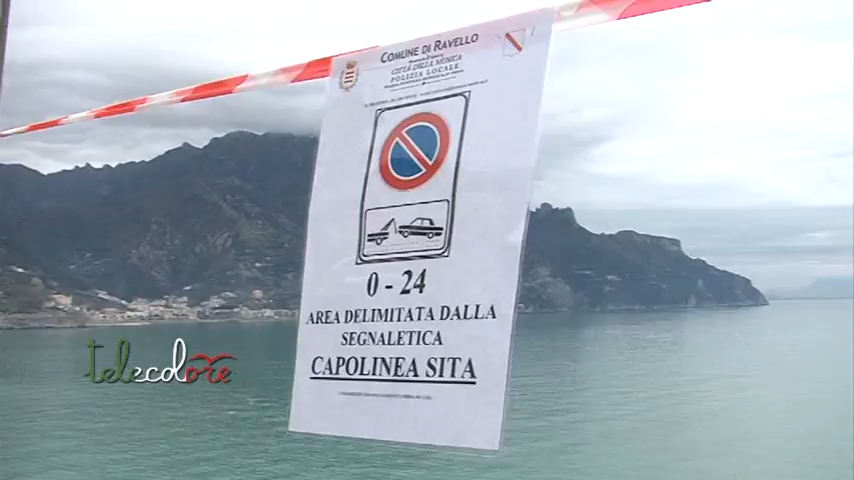 COMUNE DI RAVELLO
CITTÀ DELLA MUSICA
POLIZIA LOCALE
0 - 24
AREA DELIMITATA DALLA
SEGNALETICA
CAPOLINEA SITA
telecolore